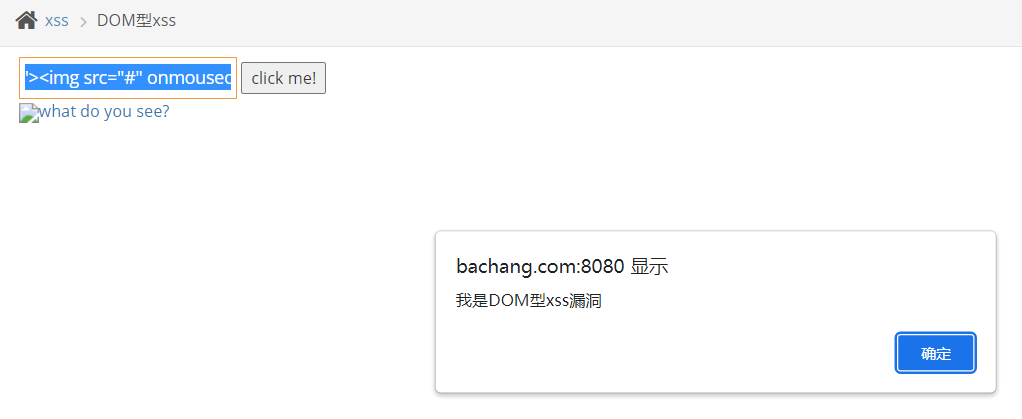 xss > DOM型xss
'><img src="#" onmoused
click me!
what do you see?
bachang.com:8080 显示
我是DOM型xss漏洞
确定